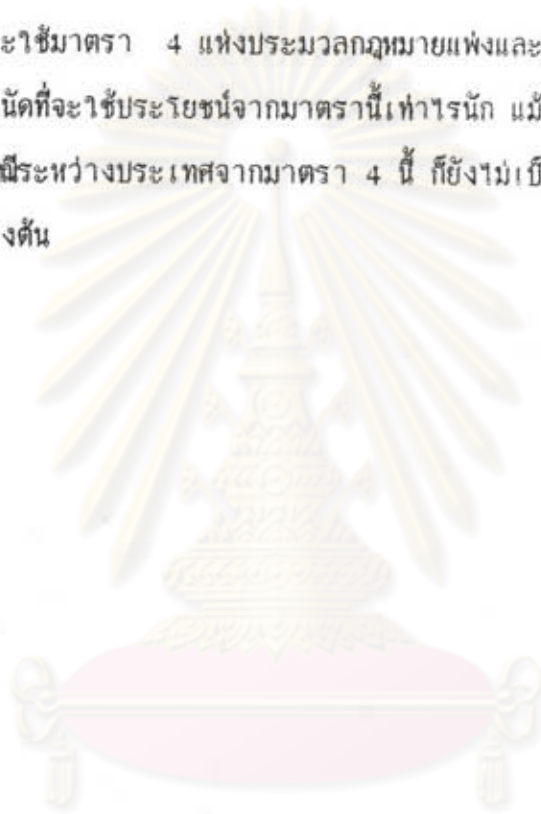 ะใช้มาตรา 4 แห่งประมวลกฎหมายแพ่งและ
นัดที่จะใช้ประโยชน์จากมาตรานี้เท่าไรนัก แม้
ณีระหว่างประเทศจากมาตรา 4 นี้ ก็ยังไม่เป็
งต้น